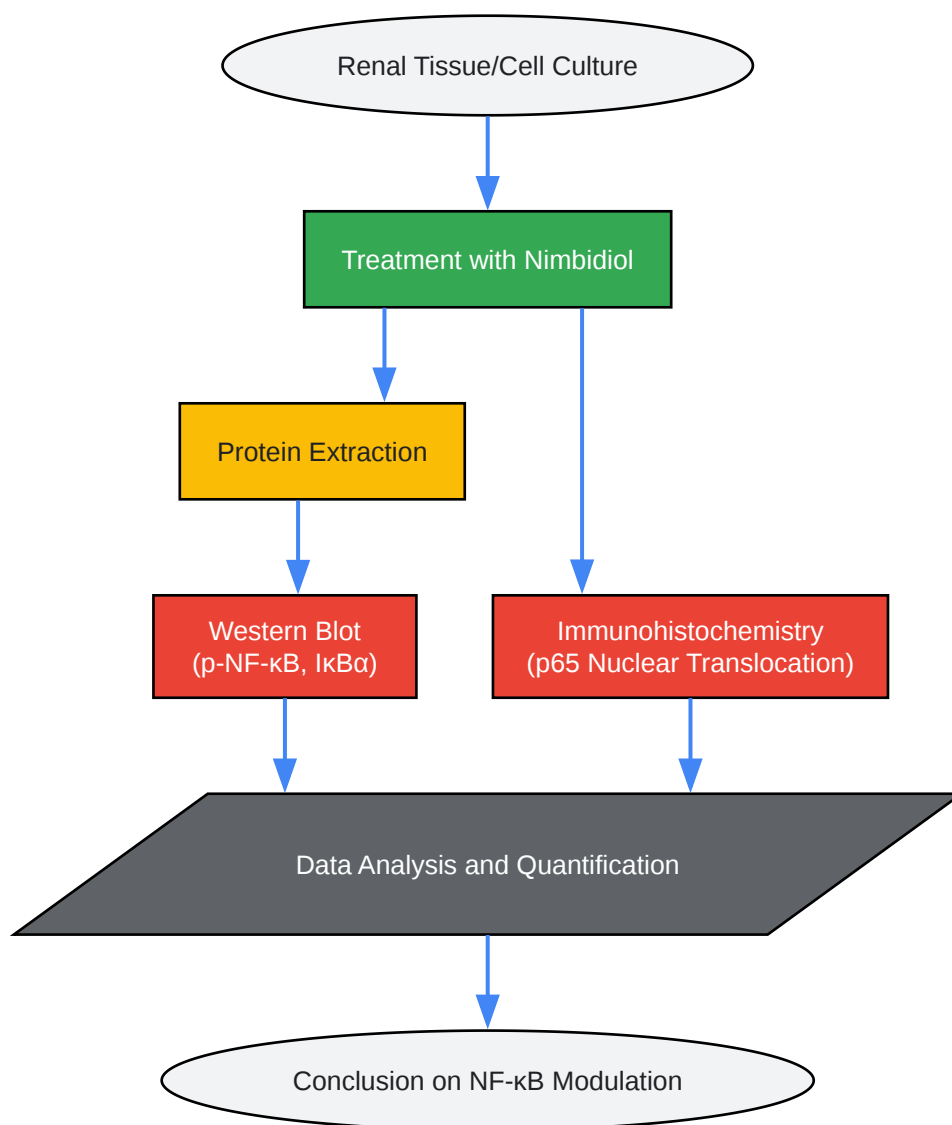 Renal Tissue/Cell Culture
Treatment with Nimbidiol
Protein Extraction
Western Blot
(p-NF-κB, IκBα)
Immunohistochemistry
(p65 Nuclear Translocation)
Data Analysis and Quantification
Conclusion on NF-κB Modulation